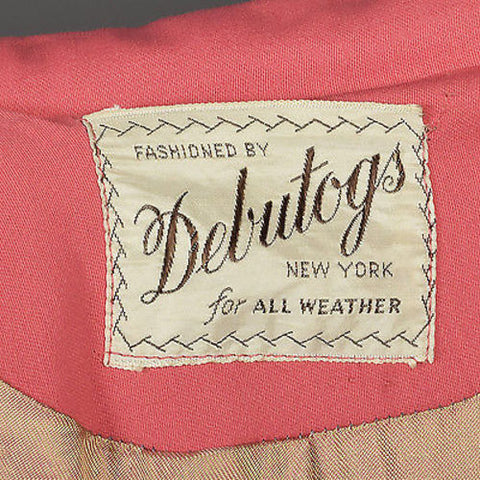 FASHIONED BY
Debutogs
NEW YORK
for ALL WEATHER